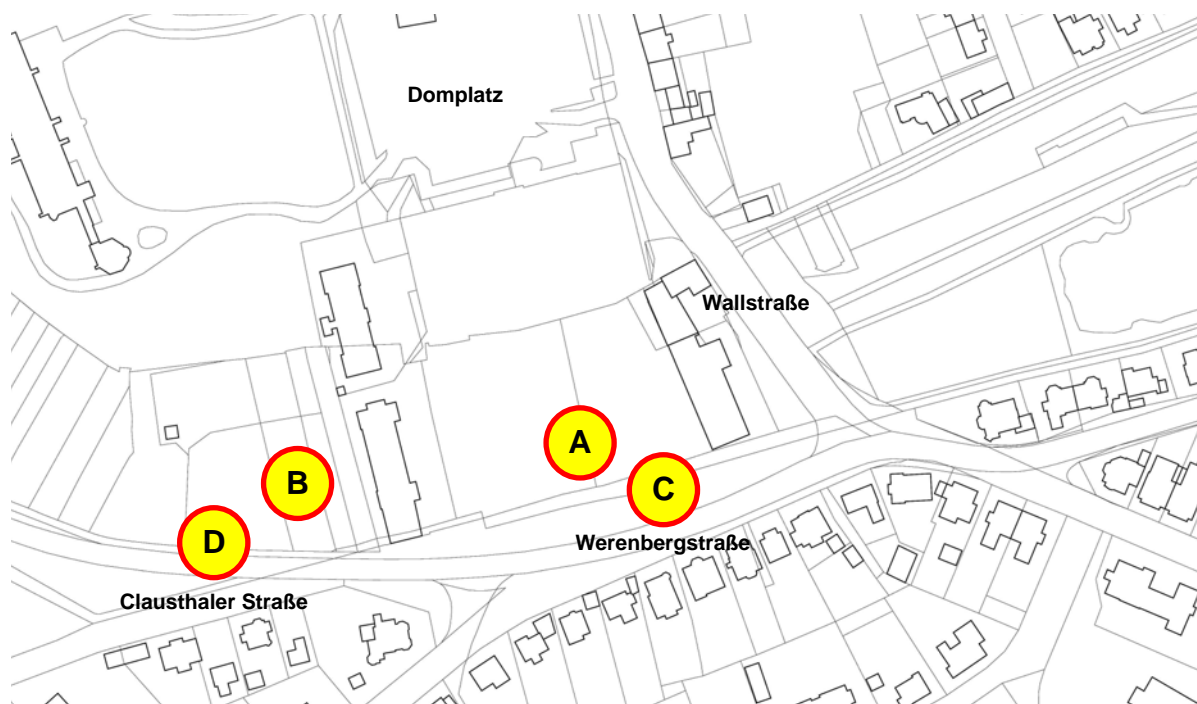 Domplatz
Wallstraße
A
B
C
D
Werenbergstraße
Clausthaler Straße